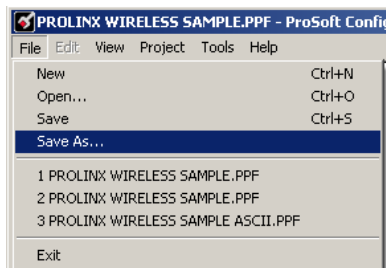 PROLINX WIRELESS SAMPLE.PPF - ProSoft Config
File Edit View Project Tools Help
New Ctrl+N
Open... Ctrl+O
Save Ctrl+S
Save As...
1 PROLINX WIRELESS SAMPLE.PPF
2 PROLINX WIRELESS SAMPLE.PPF
3 PROLINX WIRELESS SAMPLE ASCII.PPF
Exit